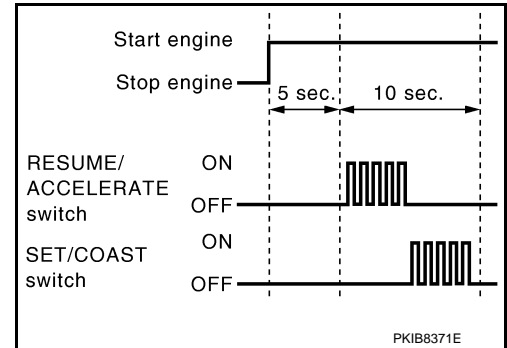 Start engine
Stop engine
5 sec.
10 sec.
RESUME/
ACCELERATE
switch
ON
OFF
SET/COAST
switch
ON
OFF
PKIB8371E